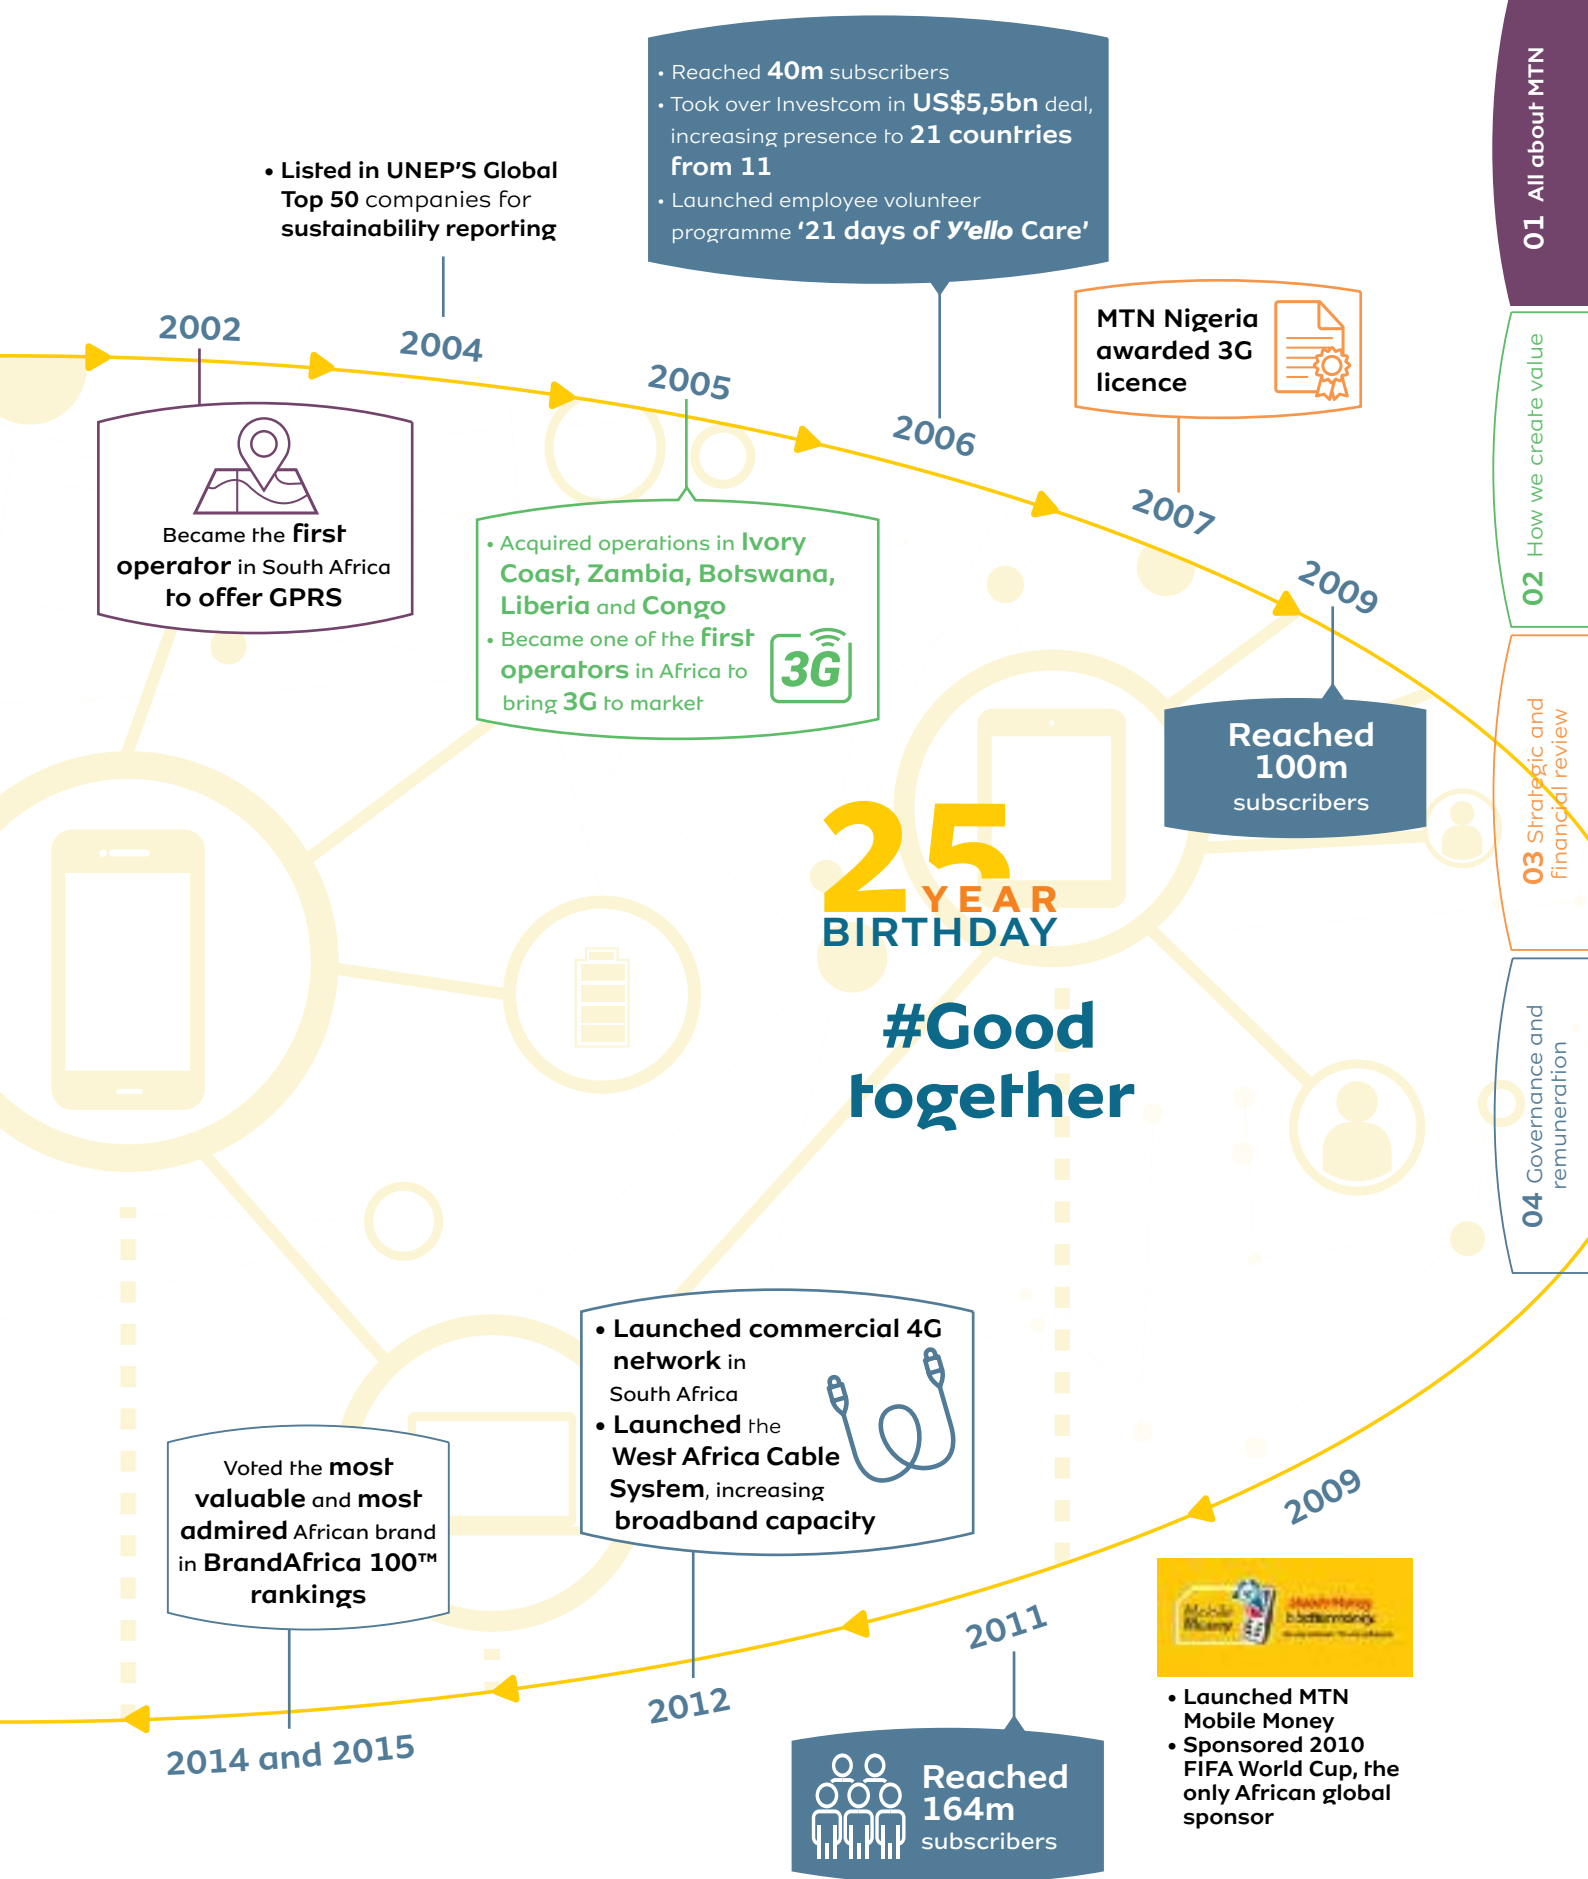 • Reached 40m subscribers
• Took over Investcom in US$5,5bn deal,
increasing presence to 21 countries
from 11
• Launched employee volunteer
programme ‘21 days of Y’ello Care’
• Listed in UNEP’S Global
Top 50 companies for
sustainability reporting
2002
2004
2005
2006
2007
2009
MTN Nigeria
awarded 3G
licence
Became the first
operator in South Africa
to offer GPRS
• Acquired operations in Ivory
Coast, Zambia, Botswana,
Liberia and Congo
• Became one of the first
operators in Africa to
bring 3G to market
3G
Reached
100m
subscribers
25
YEAR
BIRTHDAY
#Good
together
• Launched commercial 4G
network in
South Africa
• Launched the
West Africa Cable
System, increasing
broadband capacity
Voted the most
valuable and most
admired African brand
in BrandAfrica 100™
rankings
2009
2011
2012
2014 and 2015
Mobile
Money
• Launched MTN
Mobile Money
• Sponsored 2010
FIFA World Cup, the
only African global
sponsor
Reached
164m
subscribers
01 All about MTN
02 How we create value
03 Strategic and
financial review
04 Governance and
remuneration